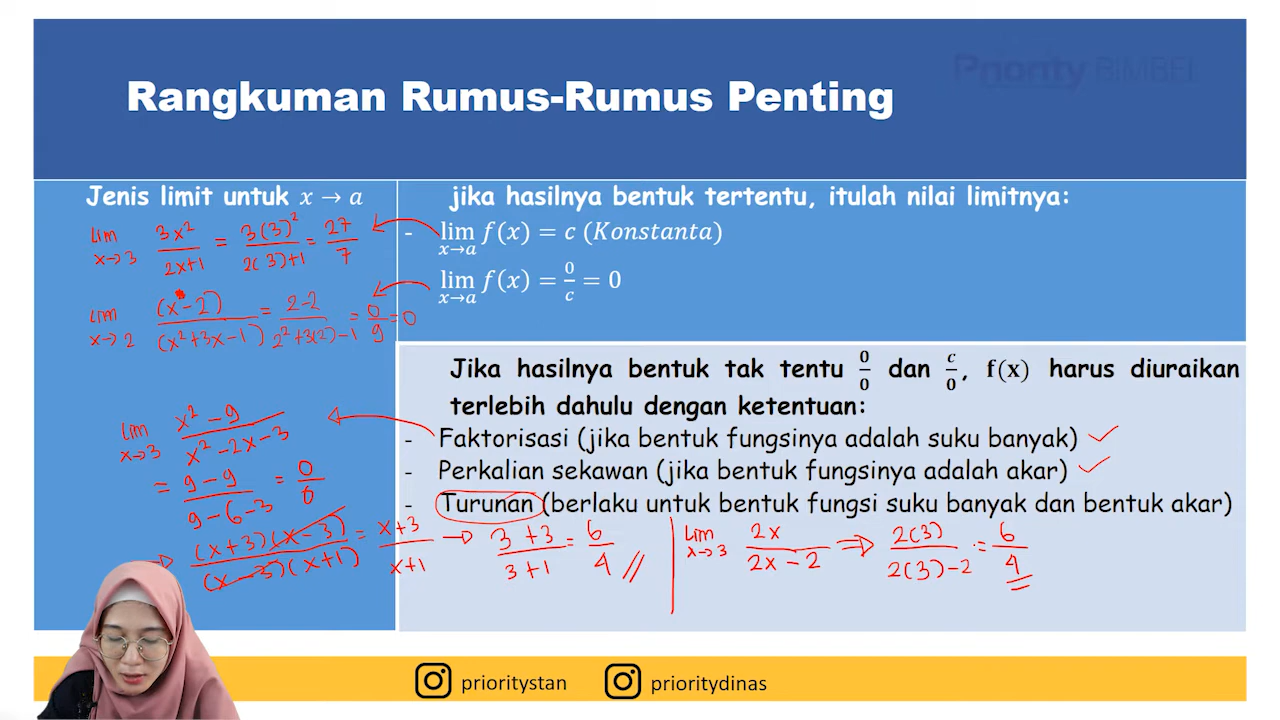 Priority BIMBEL
Rangkuman Rumus-Rumus Penting
Jenis limit untuk x → a
lim x→3 3x²/2x+1 = 3(3)²/2(3)+1 = 27/7
lim x→2 (x-2)/(x²+3x-1) = 2-2/2²+3(2)-1 = 0/9 = 0
lim x→3 x²-9/x²-2x-3
= 9-9/9-6-3 = 0/0
⇒ (x+3)(x-3)/(x-3)(x+1) = x+3/x+1 → 3+3/3+1 = 6/4 //
jika hasilnya bentuk tertentu, itulah nilai limitnya:
- lim x→a f(x) = c (Konstanta)
lim x→a f(x) = 0/c = 0
Jika hasilnya bentuk tak tentu 0/0 dan c/0, f(x) harus diuraikan
terlebih dahulu dengan ketentuan:
- Faktorisasi (jika bentuk fungsinya adalah suku banyak) ✓
- Perkalian sekawan (jika bentuk fungsinya adalah akar) ✓
- Turunan (berlaku untuk bentuk fungsi suku banyak dan bentuk akar)
lim x→3 2x/2x-2 ⇒ 2(3)/2(3)-2 = 6/4
prioritystan
prioritydinas